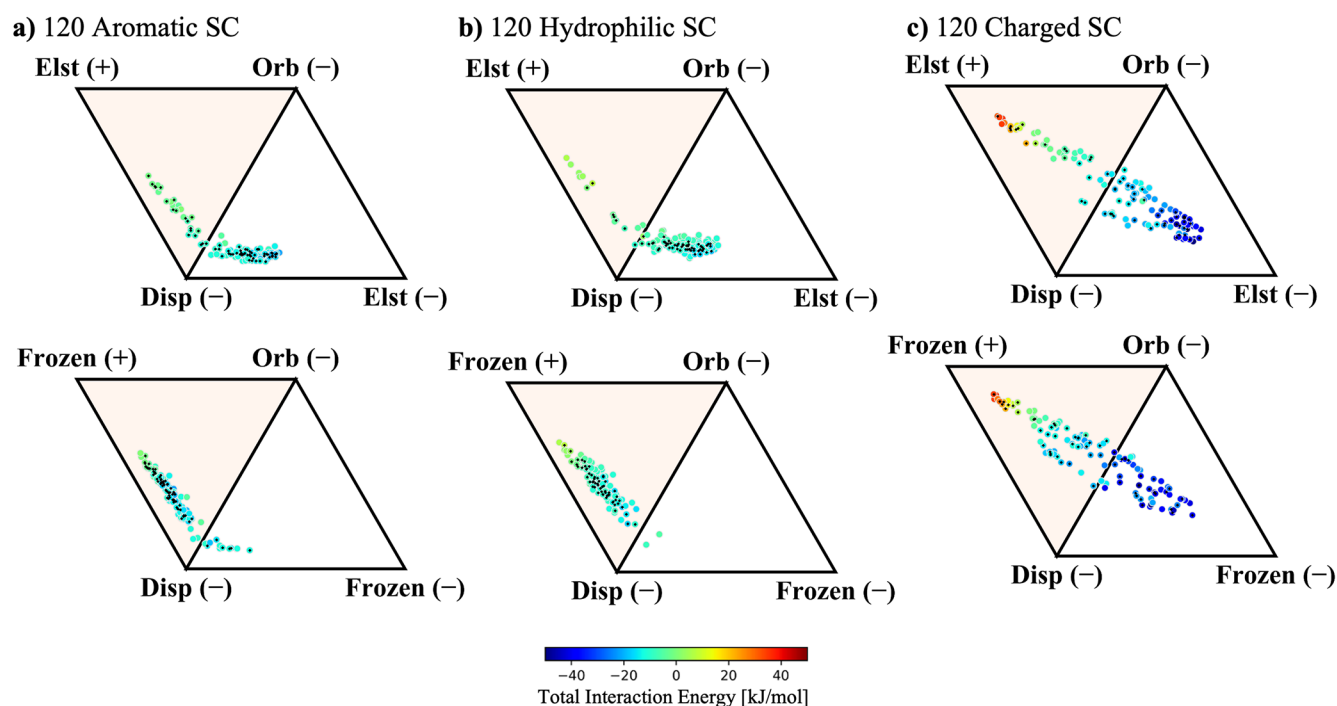 a) 120 Aromatic SC
b) 120 Hydrophilic SC
c) 120 Charged SC
Elst (+) Orb (−)
Elst (+) Orb (−)
Elst (+) Orb (−)
Disp (−) Elst (−)
Disp (−) Elst (−)
Disp (−) Elst (−)
Frozen (+) Orb (−)
Frozen (+) Orb (−)
Frozen (+) Orb (−)
Disp (−) Frozen (−)
Disp (−) Frozen (−)
Disp (−) Frozen (−)
−40 −20 0 20 40
Total Interaction Energy [kJ/mol]